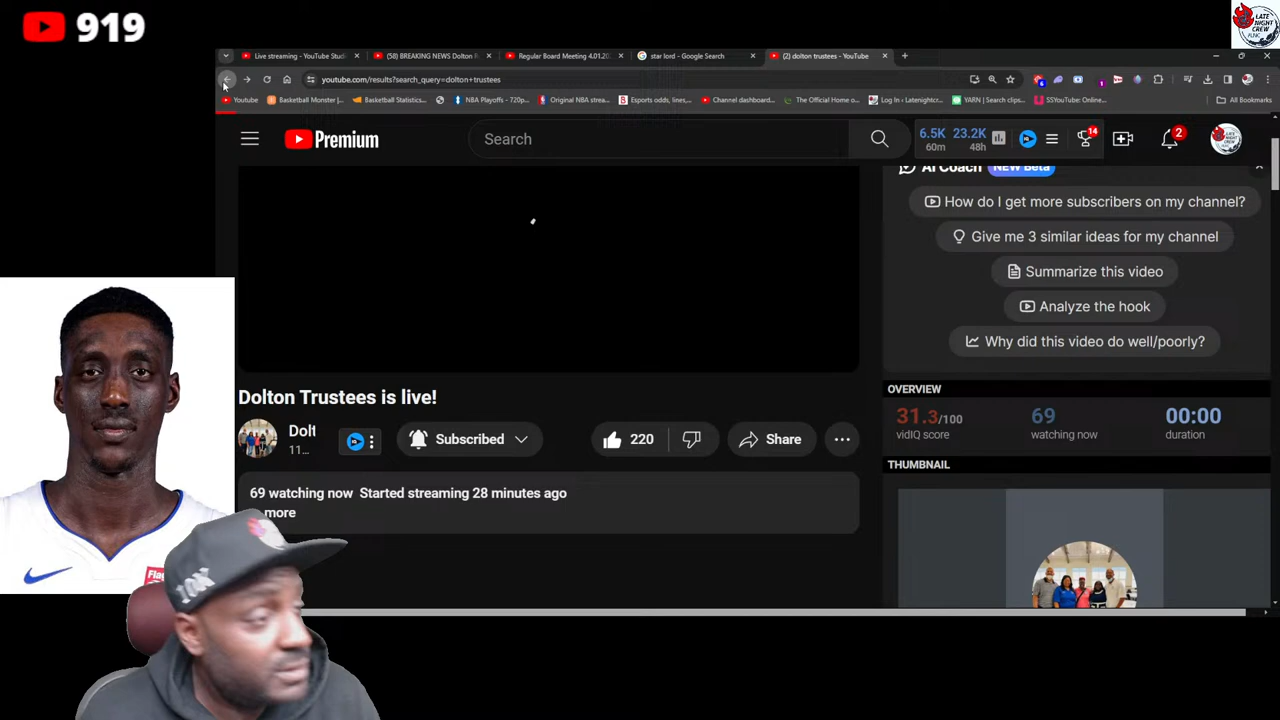 919
LATE
NIGHT
CREW
Live streaming - YouTube Stud
(58) BREAKING NEWS Dolton R
Regular Board Meeting 4.01.20
star lord - Google Search
(2) dolton trustees - YouTube
youtube.com/results?search_query=dolton+trustees
Youtube
Basketball Monster |
Basketball Statistics...
NBA Playoffs - 720p...
Original NBA strea...
Esports odds, lines,...
Channel dashboard...
The Official Home o...
Log In ‹ Latenightcr...
YARN | Search clips...
SSYouTube: Online...
All Bookmarks
Premium
Search
6.5K 23.2K
60m 48h
14
2
AI Coach NEW Beta
How do I get more subscribers on my channel?
Give me 3 similar ideas for my channel
Summarize this video
Analyze the hook
Why did this video do well/poorly?
Dolton Trustees is live!
Dolt
11...
Subscribed
220
Share
69 watching now Started streaming 28 minutes ago
more
OVERVIEW
31.3/100 69 00:00
vidIQ score watching now duration
THUMBNAIL
Flag
10K